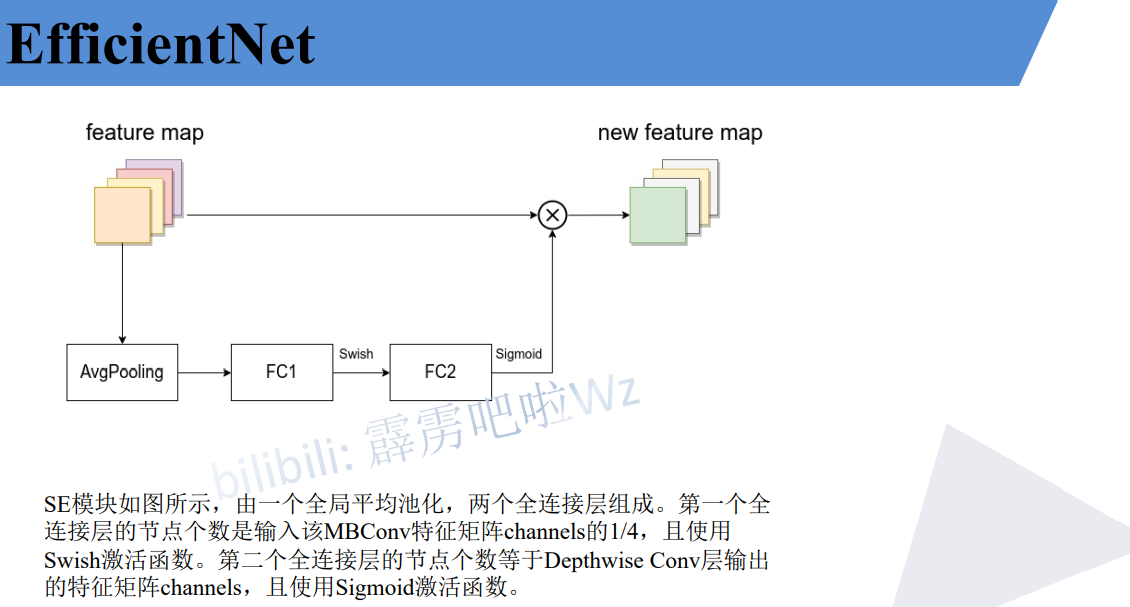 EfficientNet
feature map
new feature map
AvgPooling
FC1
Swish
FC2
Sigmoid
bilibili: 霹雳吧啦Wz
SE模块如图所示，由一个全局平均池化，两个全连接层组成。第一个全
连接层的节点个数是输入该MBConv特征矩阵channels的1/4，且使用
Swish激活函数。第二个全连接层的节点个数等于Depthwise Conv层输出
的特征矩阵channels，且使用Sigmoid激活函数。